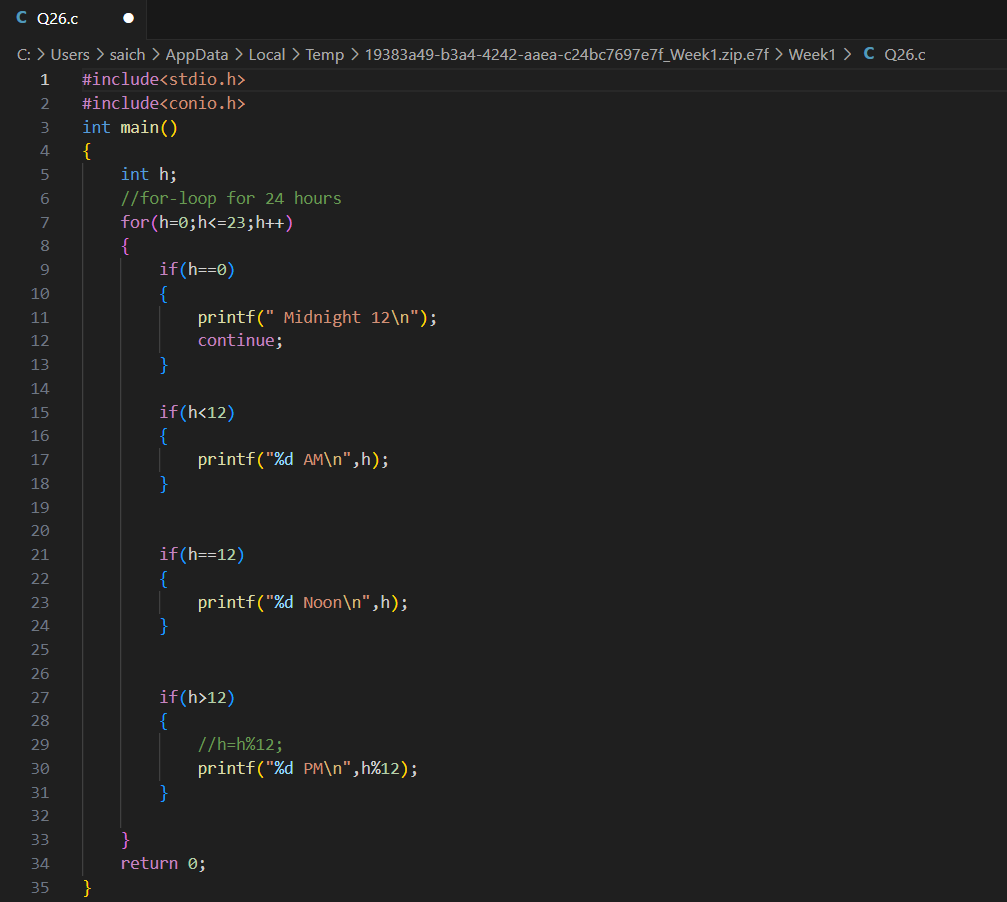 C Q26.c ●
C: > Users > saich > AppData > Local > Temp > 19383a49-b3a4-4242-aaea-c24bc7697e7f_Week1.zip.e7f > Week1 > C Q26.c
1 #include<stdio.h>
2 #include<conio.h>
3 int main()
4 {
5     int h;
6     //for-loop for 24 hours
7     for(h=0;h<=23;h++)
8     {
9         if(h==0)
10         {
11             printf(" Midnight 12\n");
12             continue;
13         }
14
15         if(h<12)
16         {
17             printf("%d AM\n",h);
18         }
19
20
21         if(h==12)
22         {
23             printf("%d Noon\n",h);
24         }
25
26
27         if(h>12)
28         {
29             //h=h%12;
30             printf("%d PM\n",h%12);
31         }
32
33     }
34     return 0;
35 }